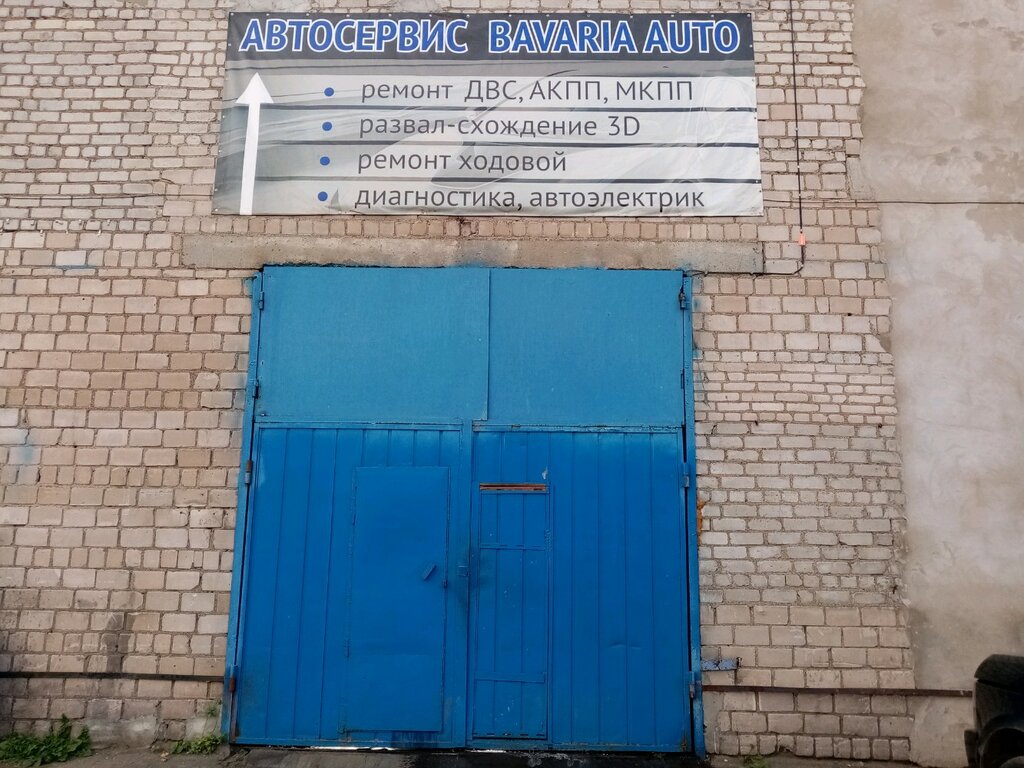 АВТОСЕРВИС BAVARIA AUTO
• ремонт ДВС, АКПП, МКПП
• развал-схождение 3D
• ремонт ходовой
• диагностика, автоэлектрик